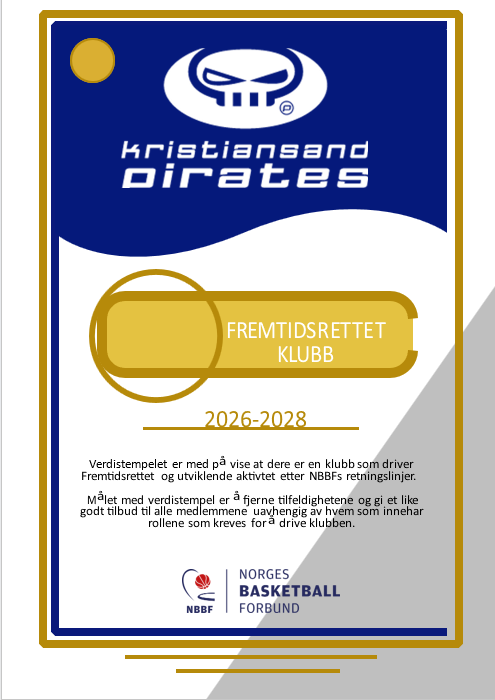 kristiansand
pirates
P
FREMTIDSRETTET
KLUBB
2026-2028
Verdistempelet er med på vise at dere er en klubb som driver
Fremtidsrettet og utviklende aktivtet etter NBBFs retningslinjer.
Målet med verdistempel er å fjerne tilfeldighetene og gi et like
godt tilbud til alle medlemmene uavhengig av hvem som innehar
rollene som kreves for å drive klubben.
NBBF
NORGES
BASKETBALL
FORBUND